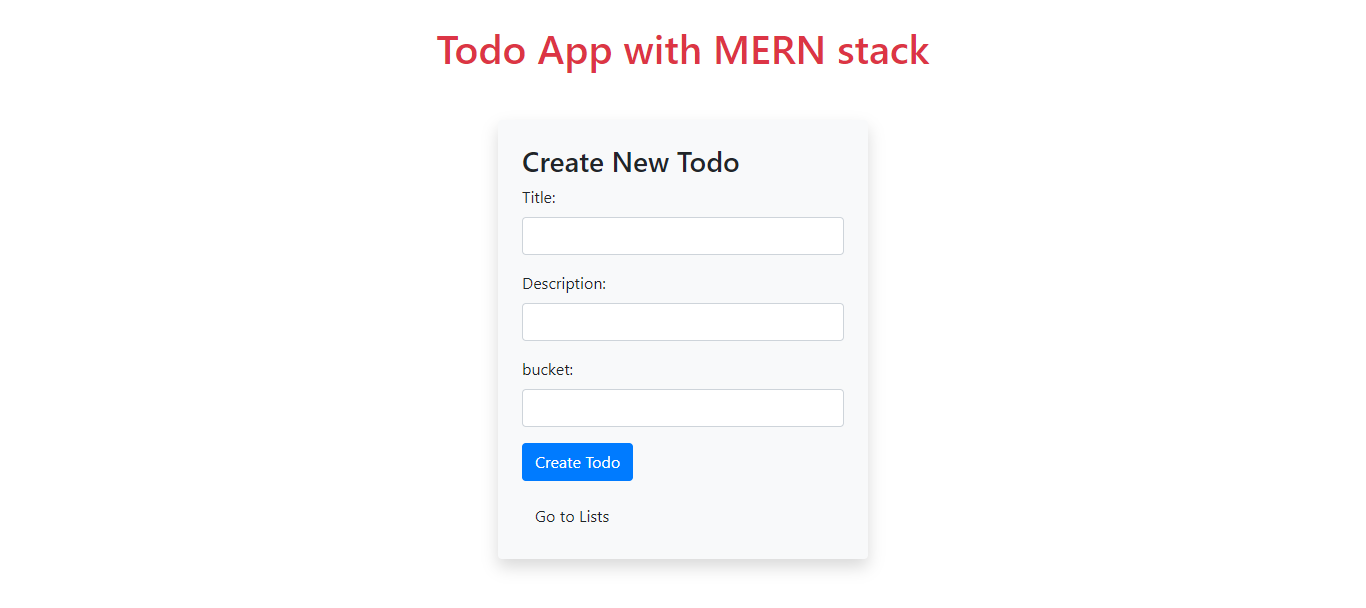 Todo App with MERN stack
Create New Todo
Title:
Description:
bucket:
Create Todo
Go to Lists